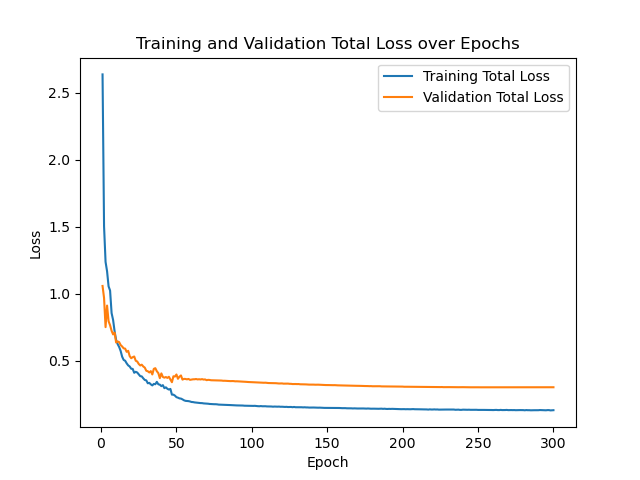 Training and Validation Total Loss over Epochs
Training Total Loss
Validation Total Loss
2.5
2.0
1.5
1.0
0.5
Loss
0
50
100
150
200
250
300
Epoch